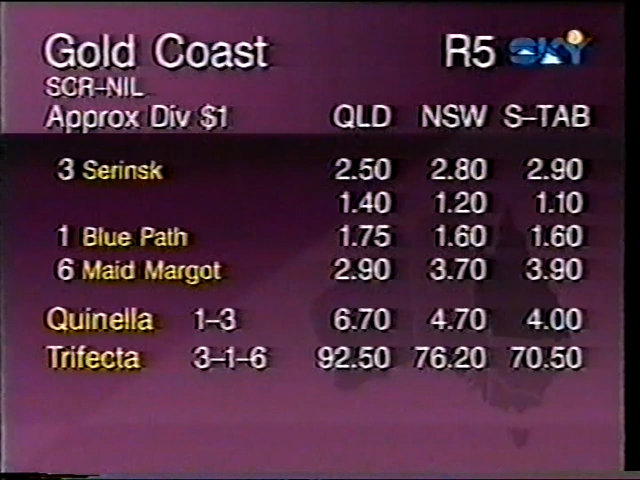 Gold Coast R5 SKY
SCR–NIL
Approx Div $1 QLD NSW S–TAB
3 Serinsk 2.50 2.80 2.90
1.40 1.20 1.10
1 Blue Path 1.75 1.60 1.60
6 Maid Margot 2.90 3.70 3.90
Quinella 1–3 6.70 4.70 4.00
Trifecta 3–1–6 92.50 76.20 70.50